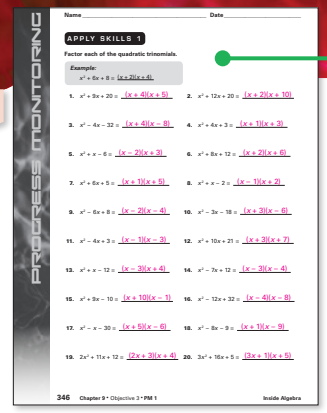 PROGRESS MONITORING
Name Date
APPLY SKILLS 1
Factor each of the quadratic trinomials.
Example:
x² + 6x + 8 = (x + 2)(x + 4)
1. x² + 9x + 20 = (x + 4)(x + 5) 2. x² + 12x + 20 = (x + 2)(x + 10)
3. x² − 4x − 32 = (x + 4)(x − 8) 4. x² + 4x + 3 = (x + 1)(x + 3)
5. x² + x − 6 = (x − 2)(x + 3) 6. x² + 8x + 12 = (x + 2)(x + 6)
7. x² + 6x + 5 = (x + 1)(x + 5) 8. x² + x − 2 = (x − 1)(x + 2)
9. x² − 6x + 8 = (x − 2)(x − 4) 10. x² − 3x − 18 = (x + 3)(x − 6)
11. x² − 4x + 3 = (x − 1)(x − 3) 12. x² + 10x + 21 = (x + 3)(x + 7)
13. x² + x − 12 = (x − 3)(x + 4) 14. x² − 7x + 12 = (x − 3)(x − 4)
15. x² + 9x − 10 = (x + 10)(x − 1) 16. x² − 12x + 32 = (x − 4)(x − 8)
17. x² − x − 30 = (x + 5)(x − 6) 18. x² − 8x − 9 = (x + 1)(x − 9)
19. 2x² + 11x + 12 = (2x + 3)(x + 4) 20. 3x² + 16x + 5 = (3x + 1)(x + 5)
346 Chapter 9 • Objective 3 • PM 1 Inside Algebra